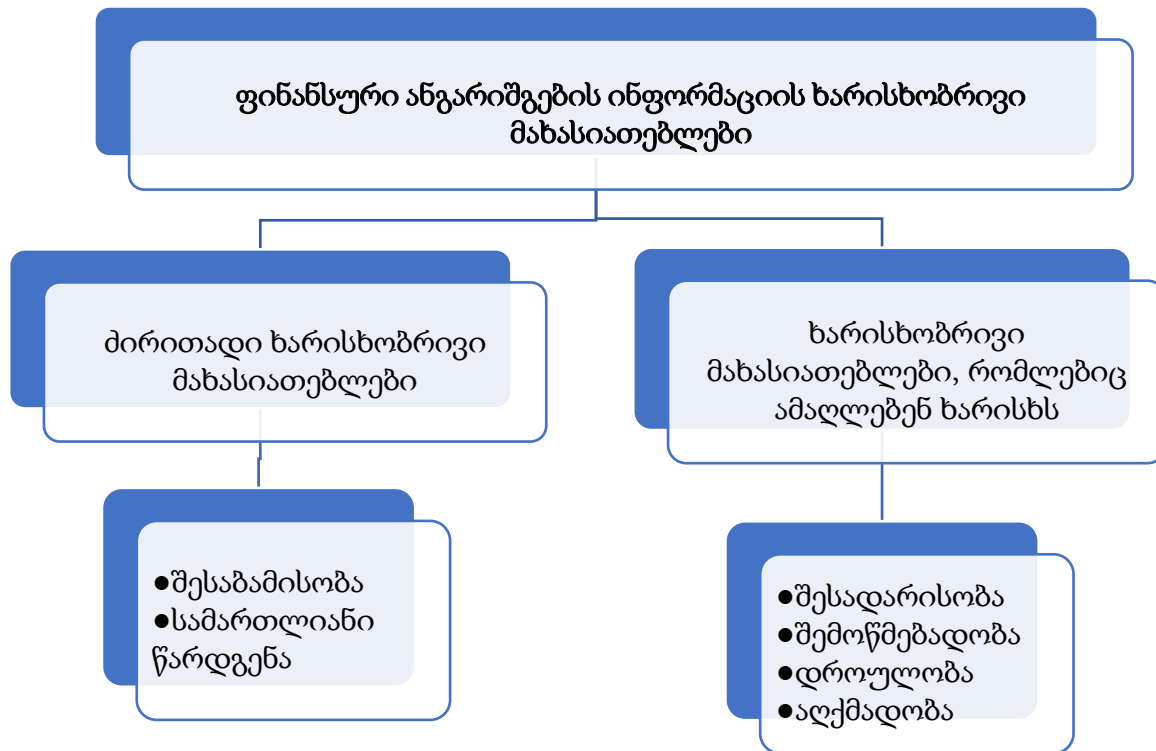 ფინანსური ანგარიშგების ინფორმაციის ხარისხობრივი
მახასიათებლები
ძირითადი ხარისხობრივი
მახასიათებლები
ხარისხობრივი
მახასიათებლები, რომლებიც
ამაღლებენ ხარისხს
●შესაბამისობა
●სამართლიანი
წარდგენა
●შესადარისობა
●შემოწმებადობა
●დროულობა
●აღქმადობა